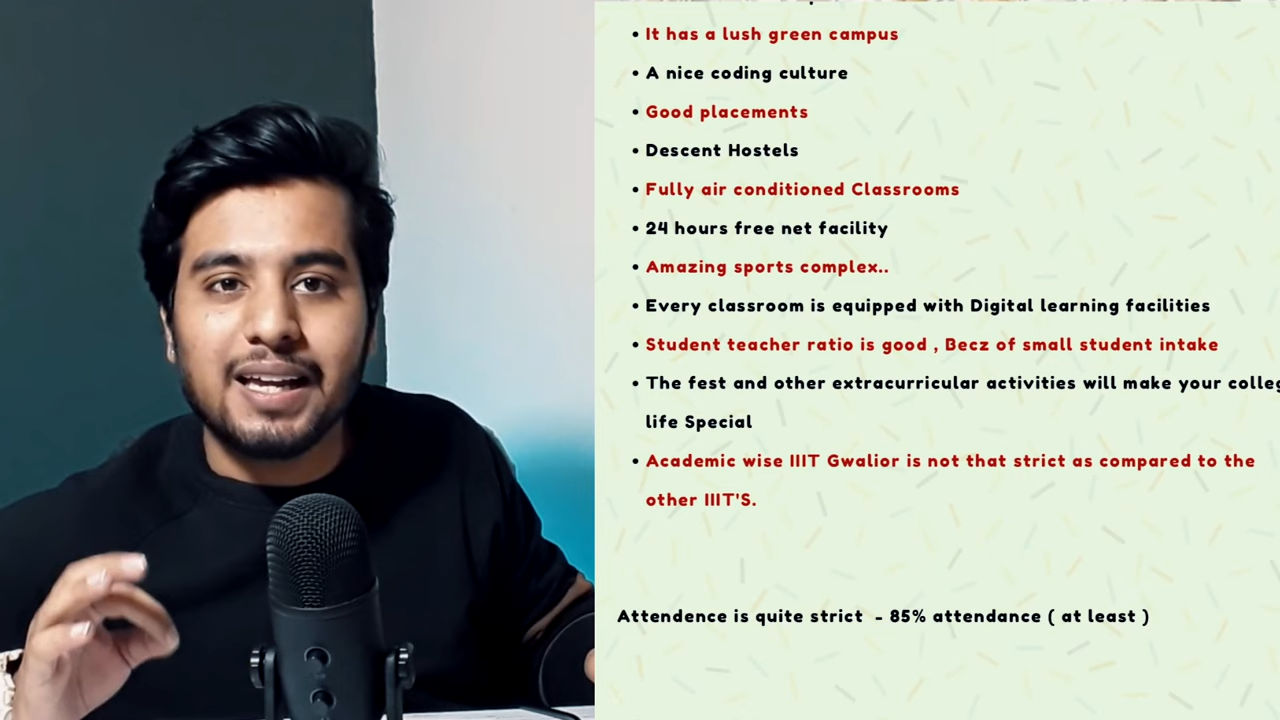 • It has a lush green campus
• A nice coding culture
• Good placements
• Descent Hostels
• Fully air conditioned Classrooms
• 24 hours free net facility
• Amazing sports complex..
• Every classroom is equipped with Digital learning facilities
• Student teacher ratio is good , Becz of small student intake
• The fest and other extracurricular activities will make your
life Special
• Academic wise IIIT Gwalior is not that strict as compared to the
other IIIT'S.
Attendence is quite strict - 85% attendance ( at least )